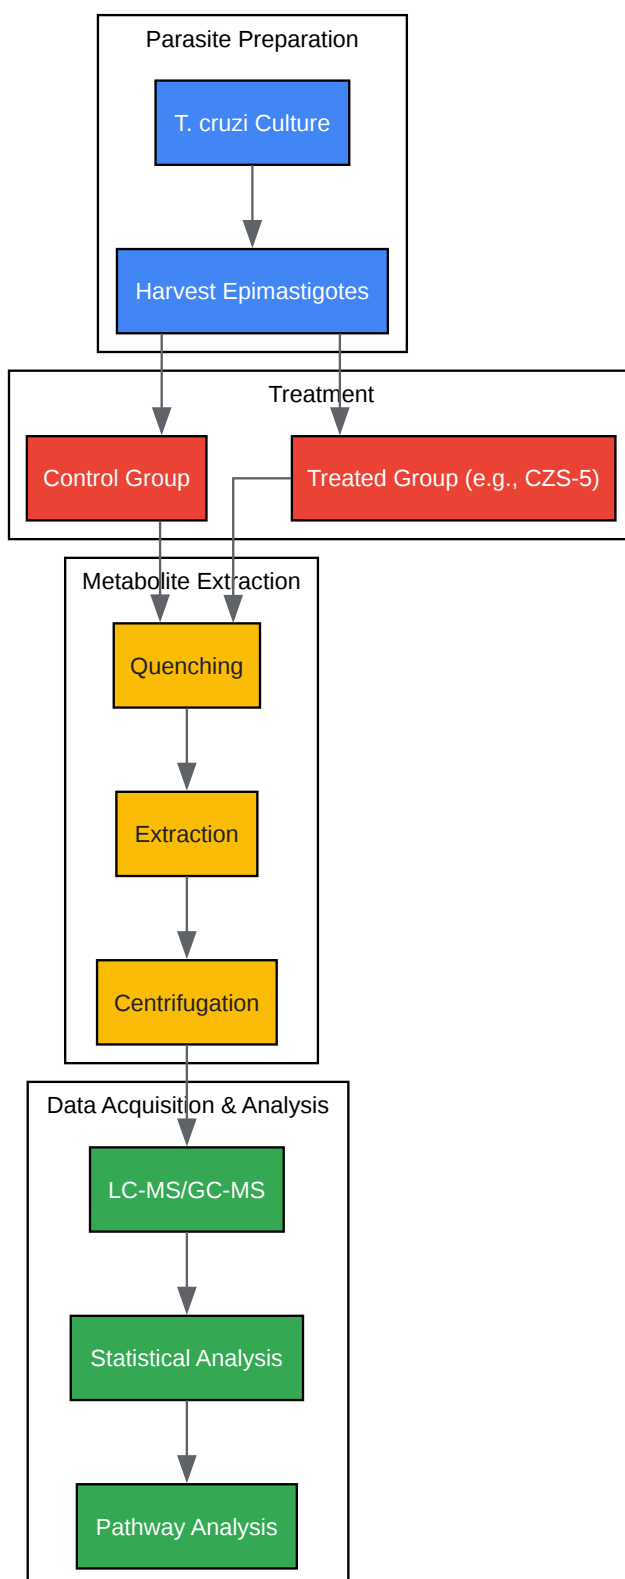 Parasite Preparation
T. cruzi Culture
Harvest Epimastigotes
Treatment
Control Group
Treated Group (e.g., CZS-5)
Metabolite Extraction
Quenching
Extraction
Centrifugation
Data Acquisition & Analysis
LC-MS/GC-MS
Statistical Analysis
Pathway Analysis